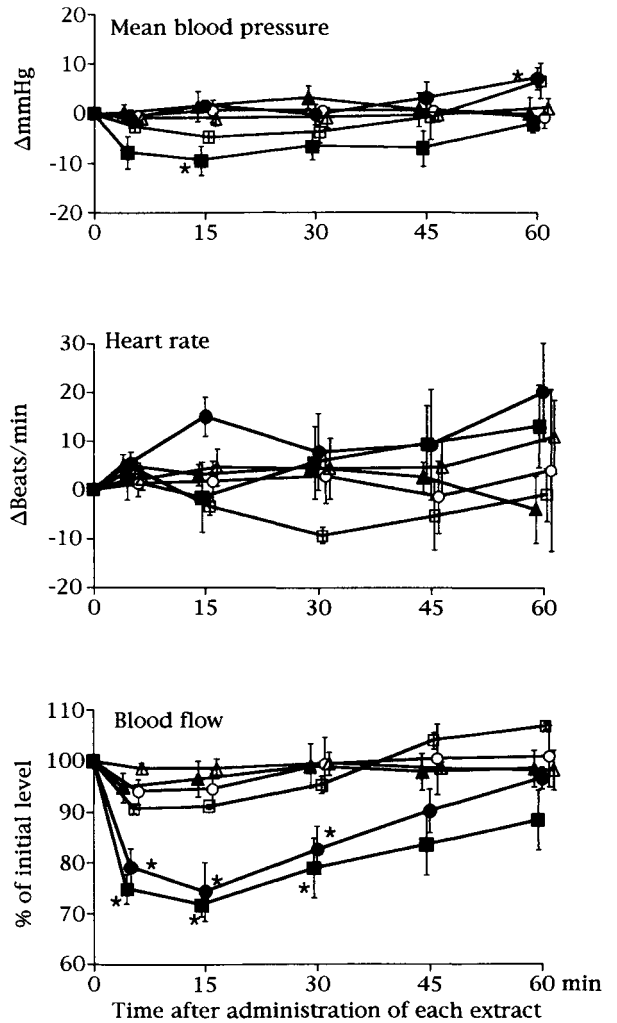 Mean blood pressure
ΔmmHg
20
10
0
-10
-20
0 15 30 45 60
*
*
Heart rate
ΔBeats/min
30
20
10
0
-10
-20
0 15 30 45 60
Blood flow
% of initial level
110
100
90
80
70
60
0 15 30 45 60 min
*
*
*
*
*
*
Time after administration of each extract